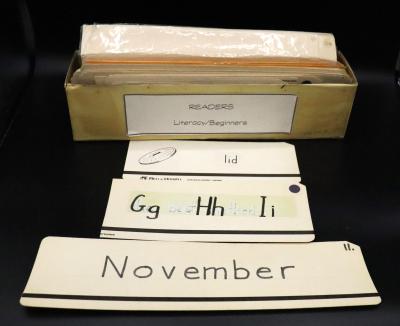 READERS
Literacy/Beginners
lid
Gg Hh Ii
11.
November